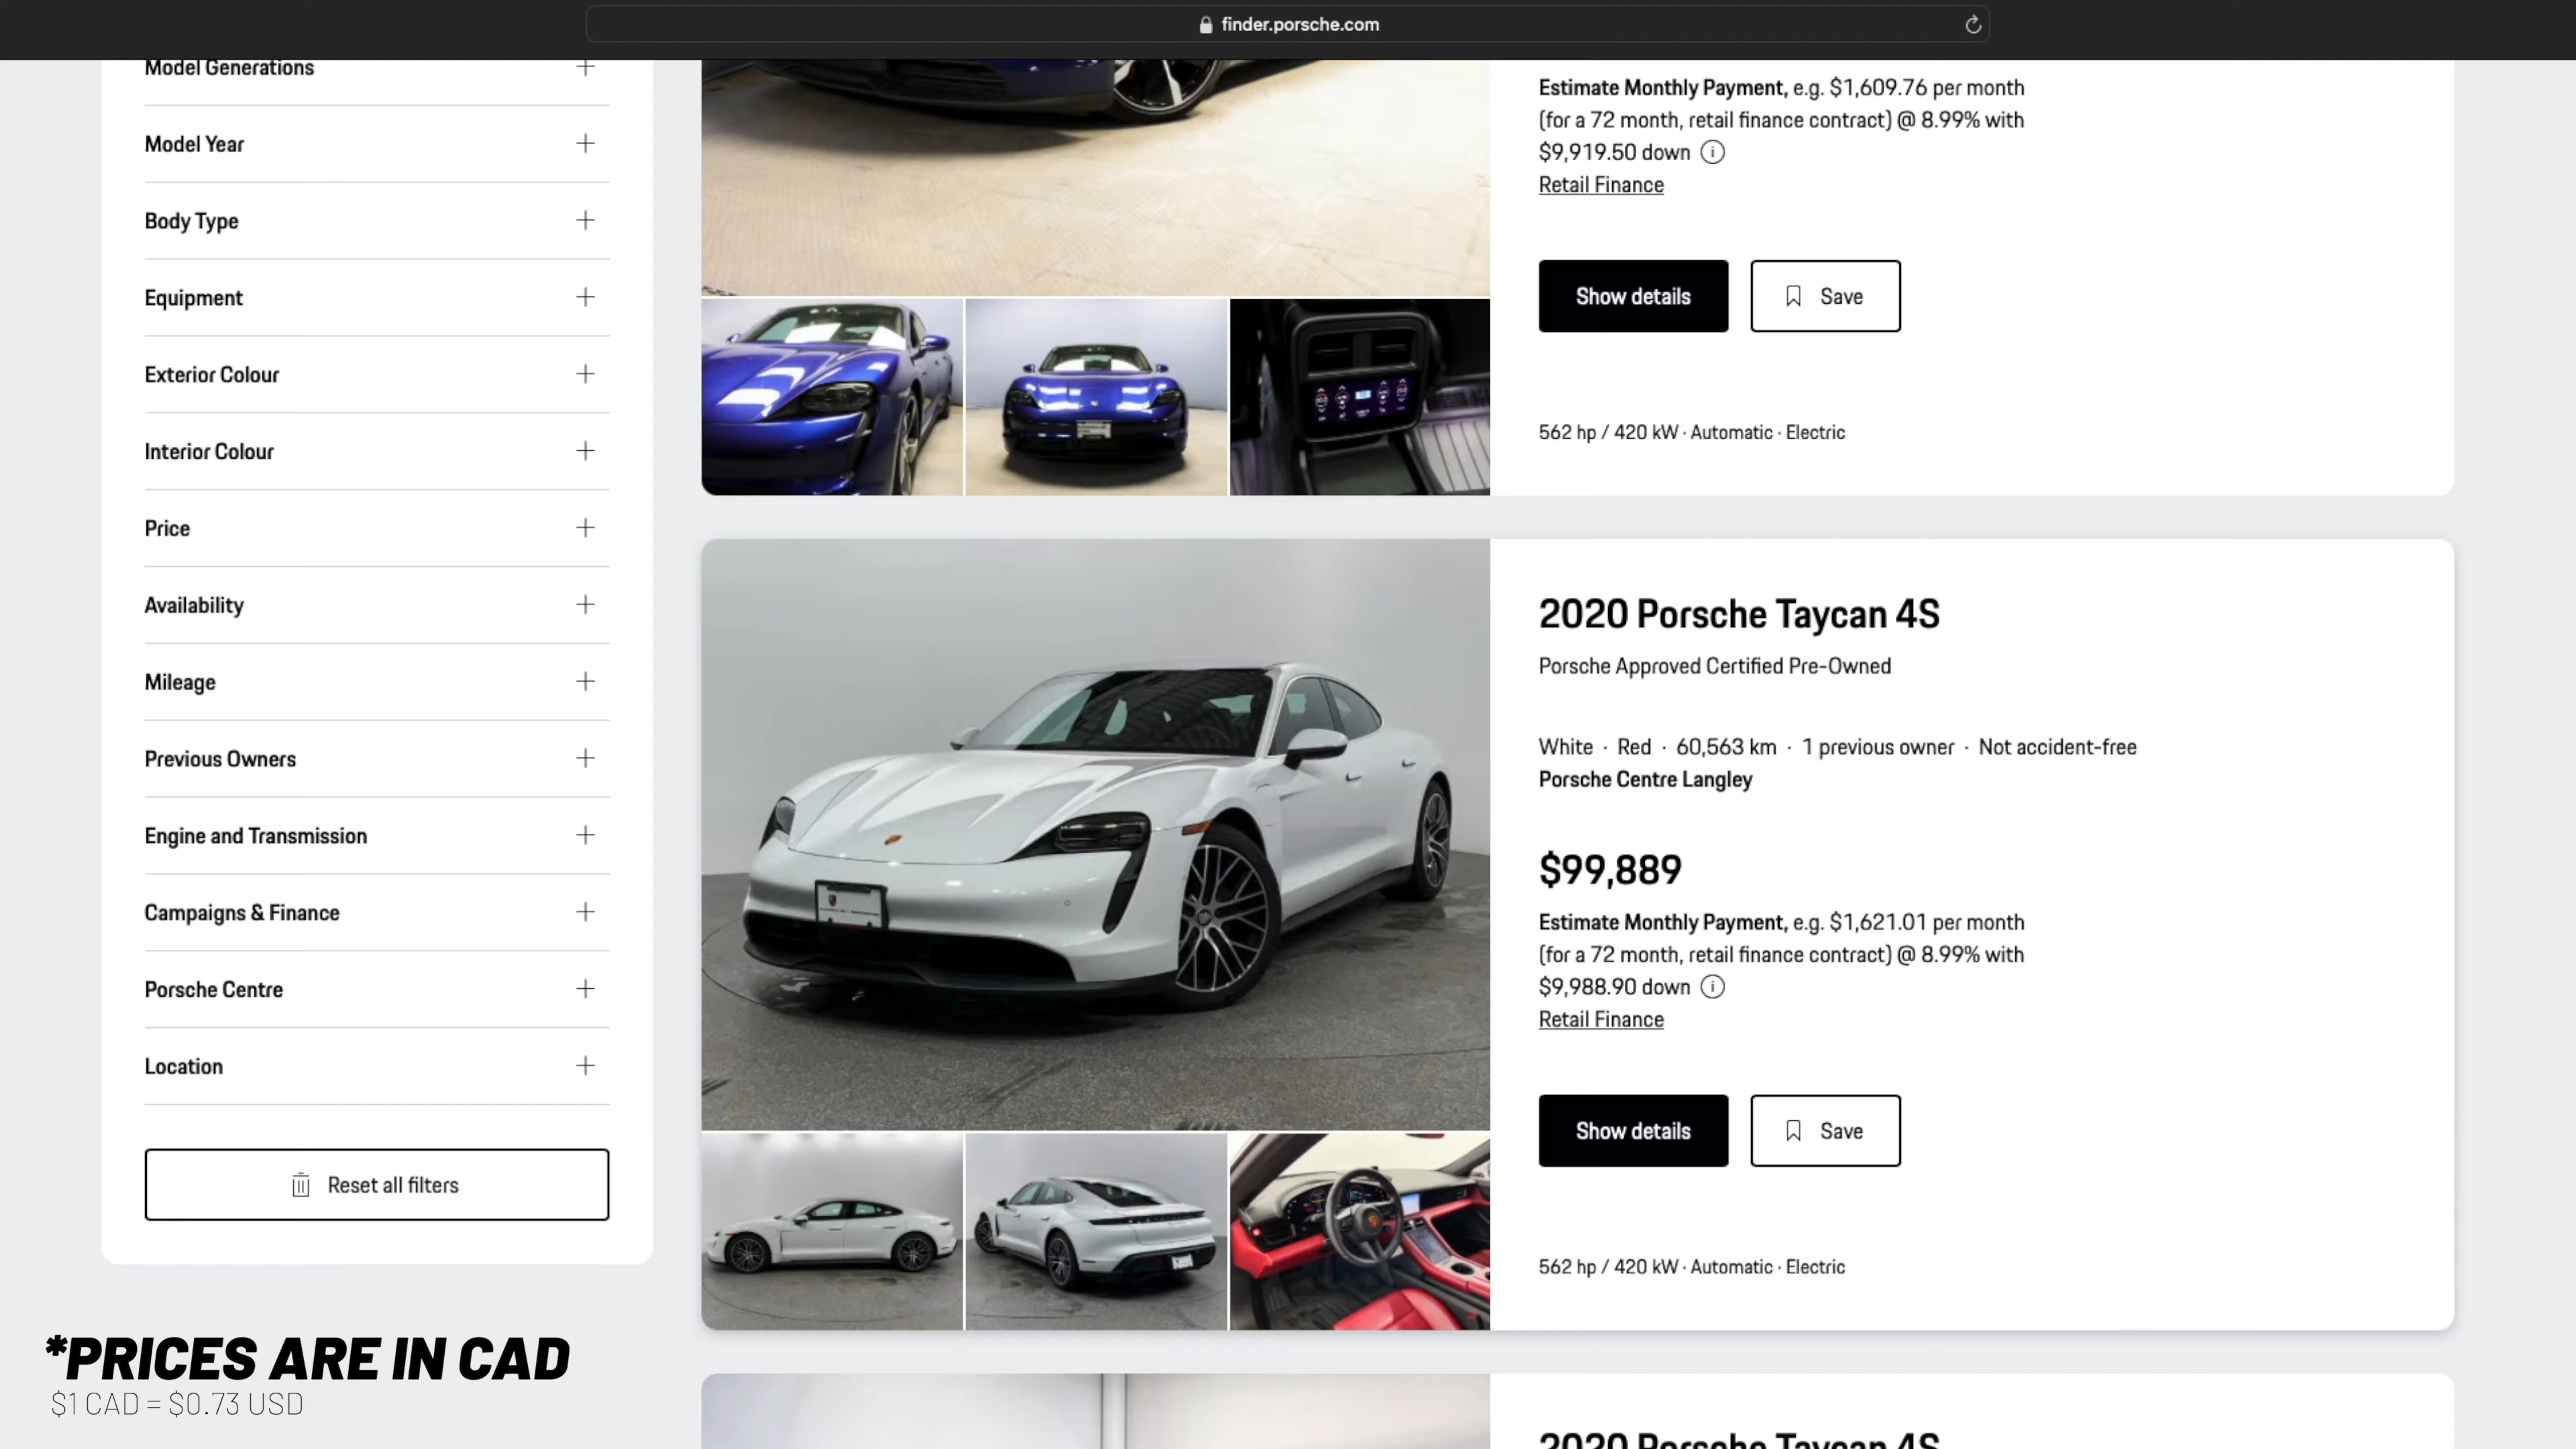 finder.porsche.com
Model Generations
Model Year
Body Type
Equipment
Exterior Colour
Interior Colour
Price
Availability
Mileage
Previous Owners
Engine and Transmission
Campaigns & Finance
Porsche Centre
Location
Reset all filters
*PRICES ARE IN CAD
$1 CAD = $0.73 USD
Estimate Monthly Payment, e.g. $1,609.76 per month
(for a 72 month, retail finance contract) @ 8.99% with
$9,919.50 down
Retail Finance
Show details
Save
562 hp / 420 kW · Automatic · Electric
2020 Porsche Taycan 4S
Porsche Approved Certified Pre-Owned
White · Red · 60,563 km · 1 previous owner · Not accident-free
Porsche Centre Langley
$99,889
Estimate Monthly Payment, e.g. $1,621.01 per month
(for a 72 month, retail finance contract) @ 8.99% with
$9,988.90 down
Retail Finance
Show details
Save
562 hp / 420 kW · Automatic · Electric
2020 Porsche Taycan 4S